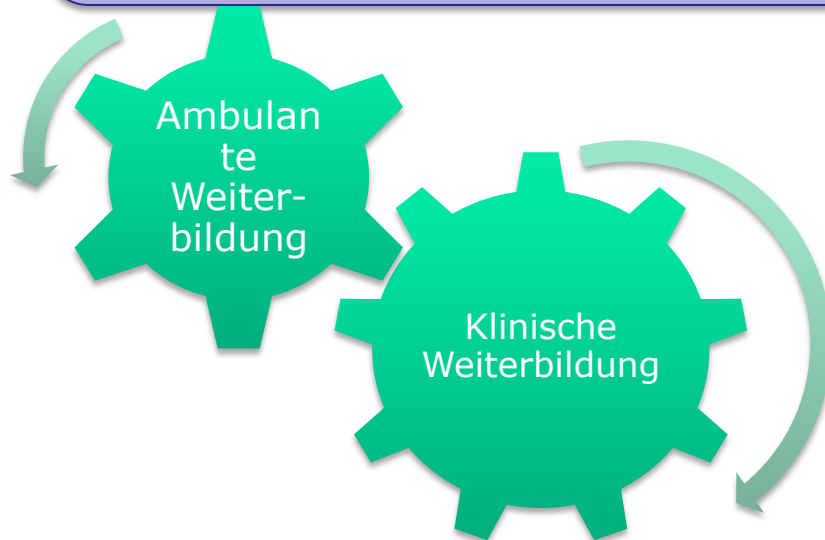 Ambulan
te
Weiter-
bildung
Klinische
Weiterbildung